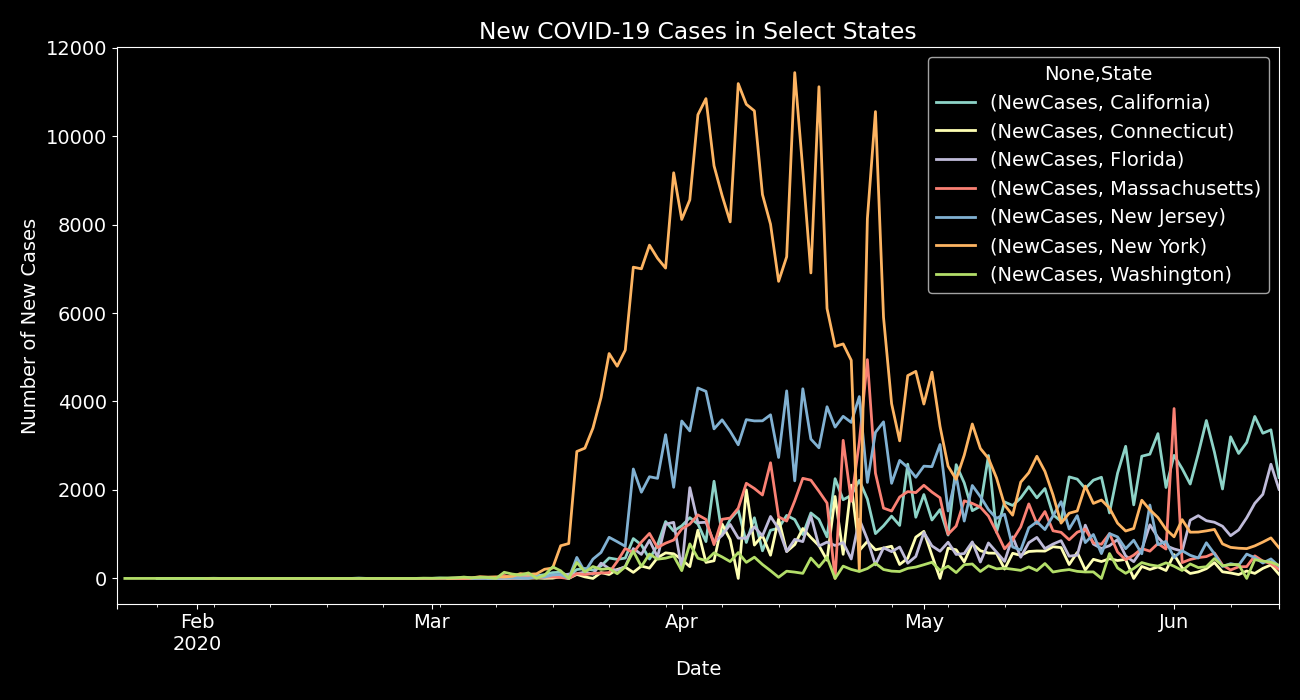 New COVID-19 Cases in Select States
12000
10000
8000
6000
4000
2000
0
Number of New Cases
None,State
(NewCases, California)
(NewCases, Connecticut)
(NewCases, Florida)
(NewCases, Massachusetts)
(NewCases, New Jersey)
(NewCases, New York)
(NewCases, Washington)
Feb Mar Apr May Jun
2020
Date